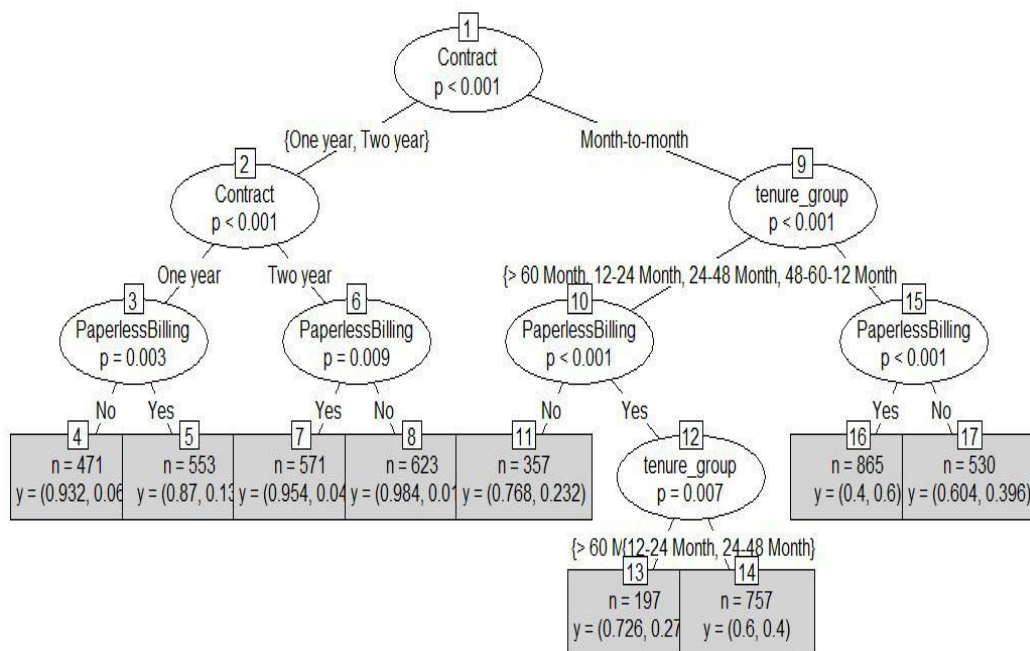 1
Contract
p < 0.001
{One year, Two year}
Month-to-month
2
Contract
p < 0.001
9
tenure_group
p < 0.001
One year
Two year
{> 60 Month, 12-24 Month, 24-48 Month, 48-60-12 Month
3
PaperlessBilling
p = 0.003
6
PaperlessBilling
p = 0.009
10
PaperlessBilling
p < 0.001
15
PaperlessBilling
p < 0.001
No
Yes
Yes
No
No
Yes
Yes
No
4
n = 471
y = (0.932, 0.06
5
n = 553
y = (0.87, 0.13
7
n = 571
y = (0.954, 0.04
8
n = 623
y = (0.984, 0.01
11
n = 357
y = (0.768, 0.232)
12
tenure_group
p = 0.007
16
n = 865
y = (0.4, 0.6)
17
n = 530
y = (0.604, 0.396)
{> 60 M
{12-24 Month, 24-48 Month}
13
n = 197
y = (0.726, 0.27
14
n = 757
y = (0.6, 0.4)